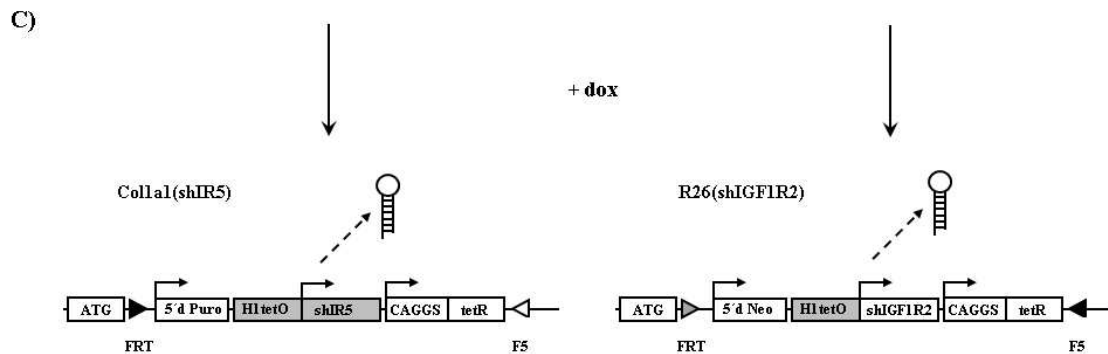 C)
+ dox
Col1a1(shIR5)
R26(shIGF1R2)
ATG 5´d Puro H1tetO shIR5 CAGGS tetR
ATG 5´d Neo H1tetO shIGF1R2 CAGGS tetR
FRT F5
FRT F5